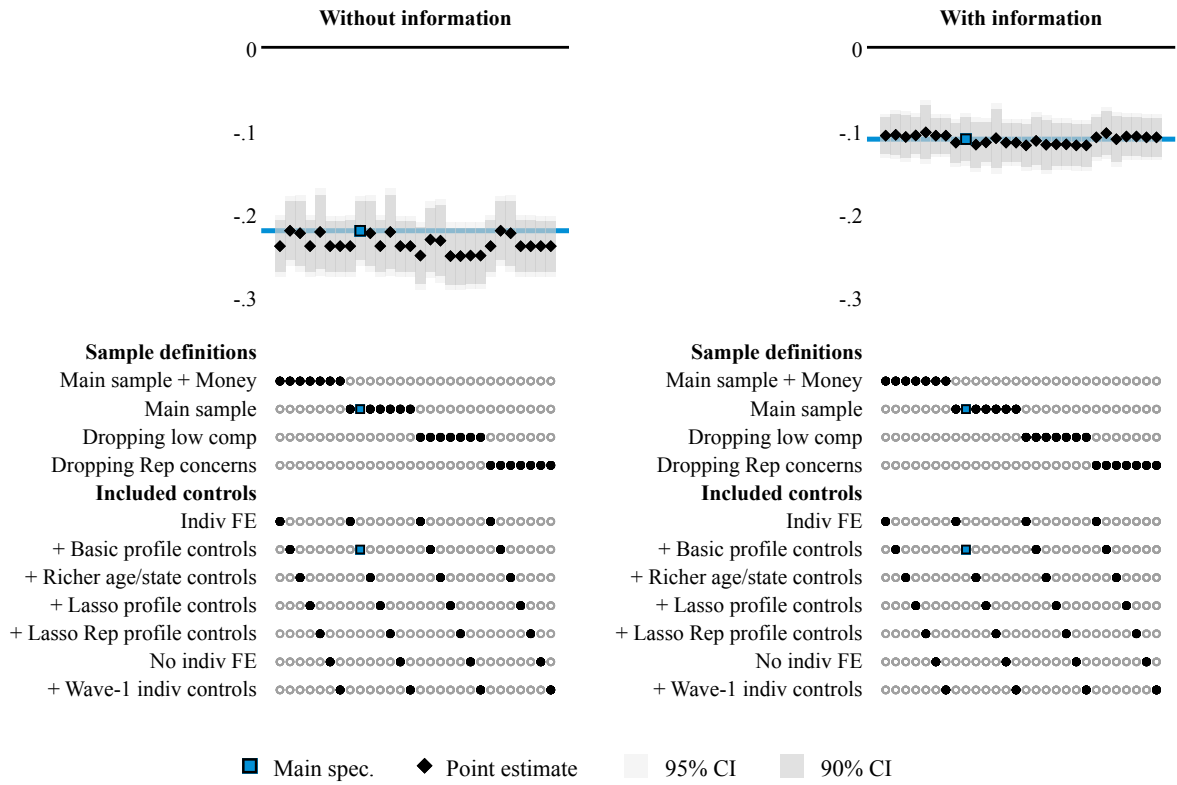 Without information
0
-.1
-.2
-.3
Sample definitions
Main sample + Money
Main sample
Dropping low comp
Dropping Rep concerns
Included controls
Indiv FE
+ Basic profile controls
+ Richer age/state controls
+ Lasso profile controls
+ Lasso Rep profile controls
No indiv FE
+ Wave-1 indiv controls
With information
0
-.1
-.2
-.3
Sample definitions
Main sample + Money
Main sample
Dropping low comp
Dropping Rep concerns
Included controls
Indiv FE
+ Basic profile controls
+ Richer age/state controls
+ Lasso profile controls
+ Lasso Rep profile controls
No indiv FE
+ Wave-1 indiv controls
Main spec. Point estimate 95% CI 90% CI